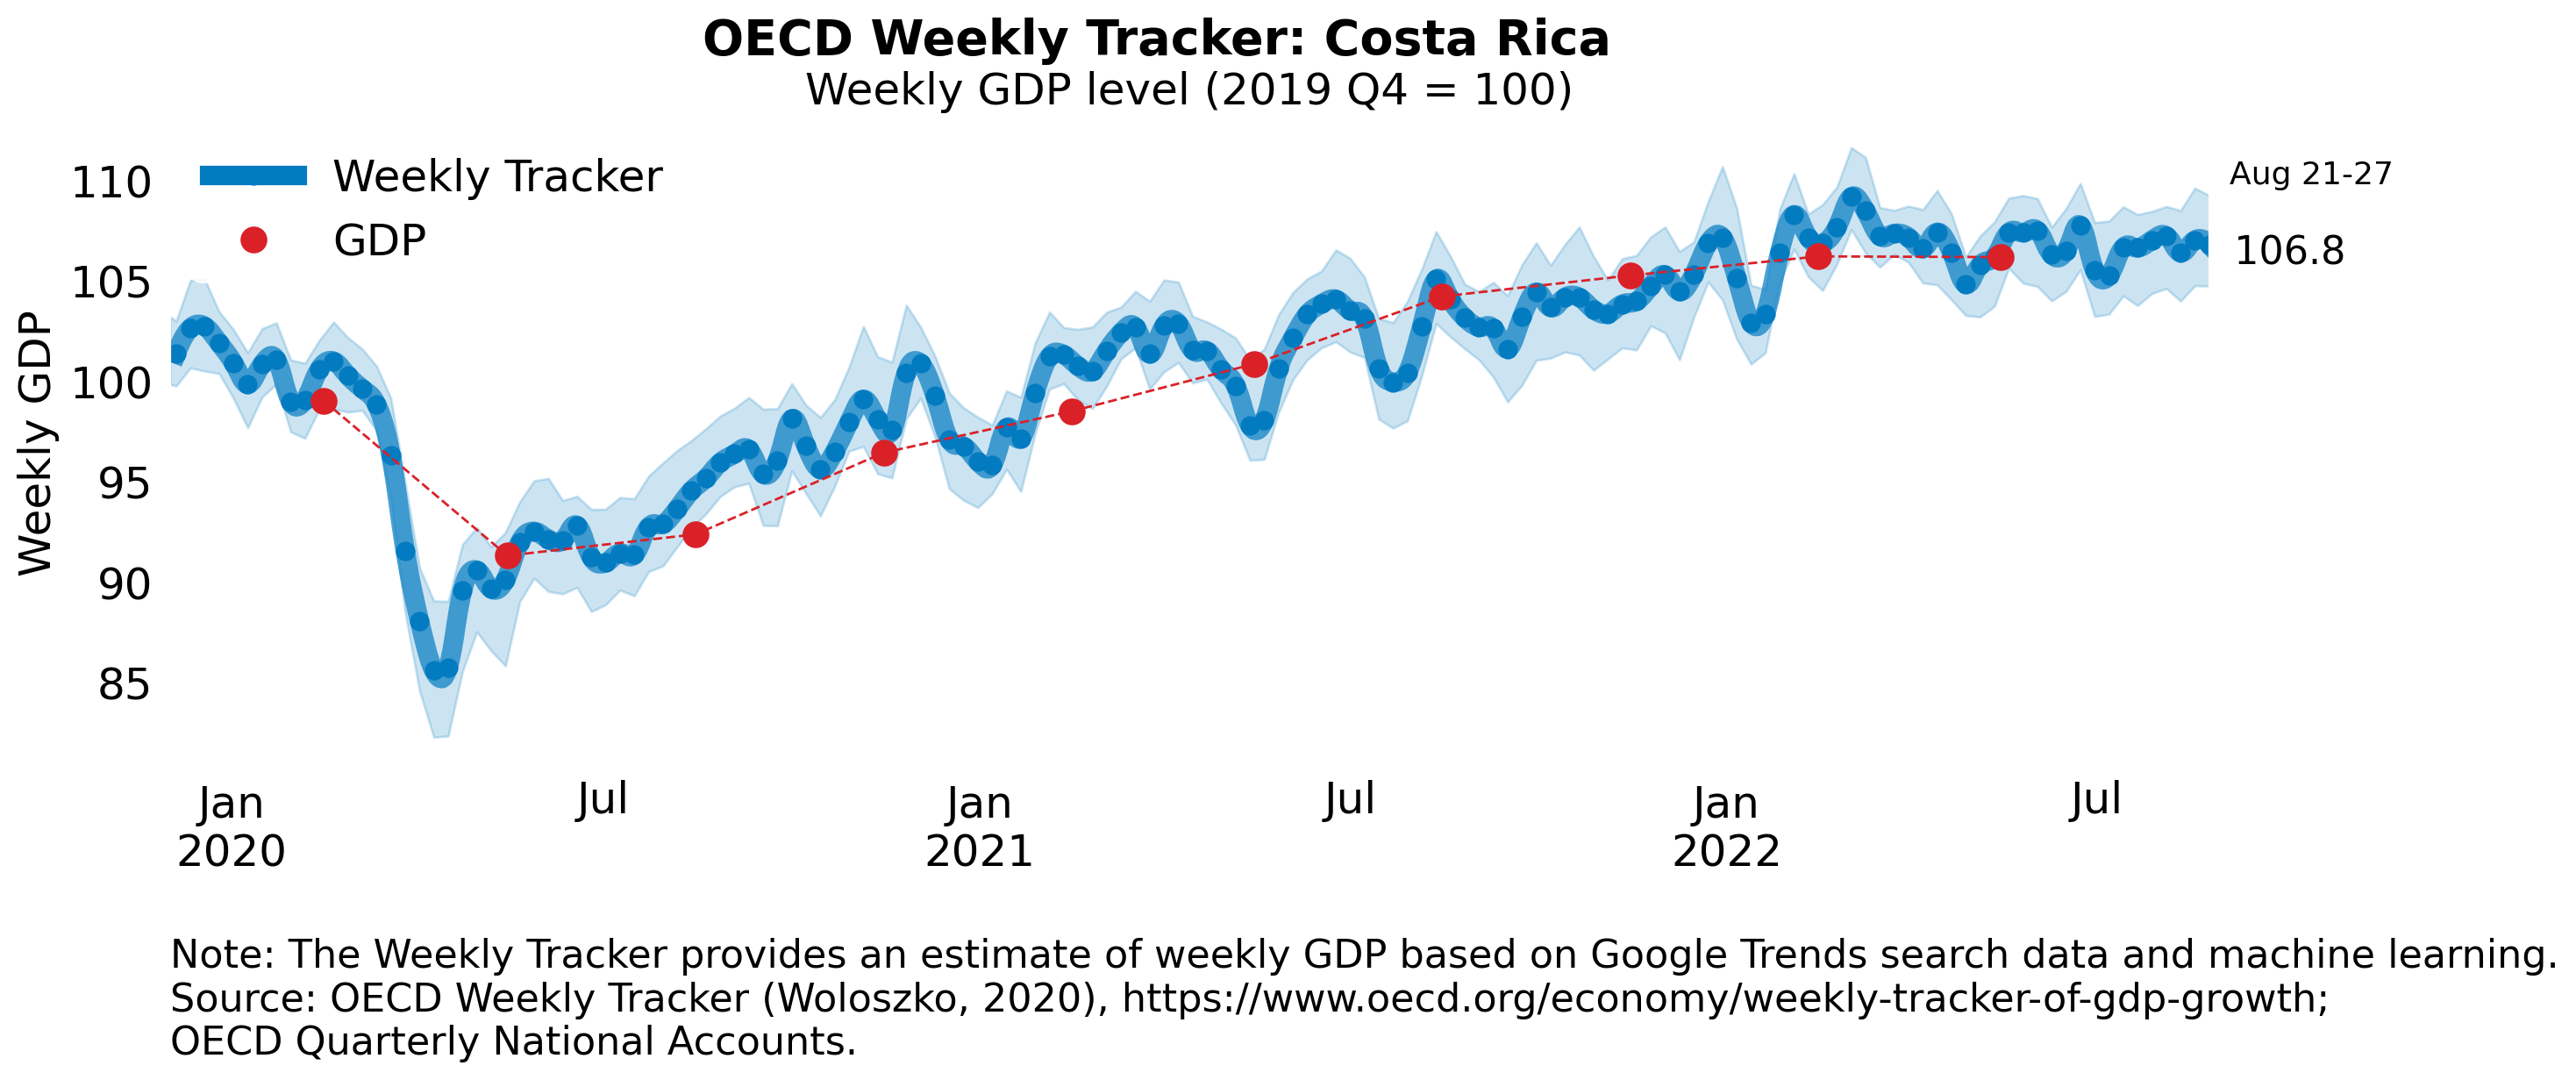 OECD Weekly Tracker: Costa Rica
Weekly GDP level (2019 Q4 = 100)
Weekly Tracker
GDP
Aug 21-27
106.8
Weekly GDP
110
105
100
95
90
85
Jan
2020
Jul
Jan
2021
Jul
Jan
2022
Jul
Note: The Weekly Tracker provides an estimate of weekly GDP based on Google Trends search data and machine learning.
Source: OECD Weekly Tracker (Woloszko, 2020), https://www.oecd.org/economy/weekly-tracker-of-gdp-growth;
OECD Quarterly National Accounts.